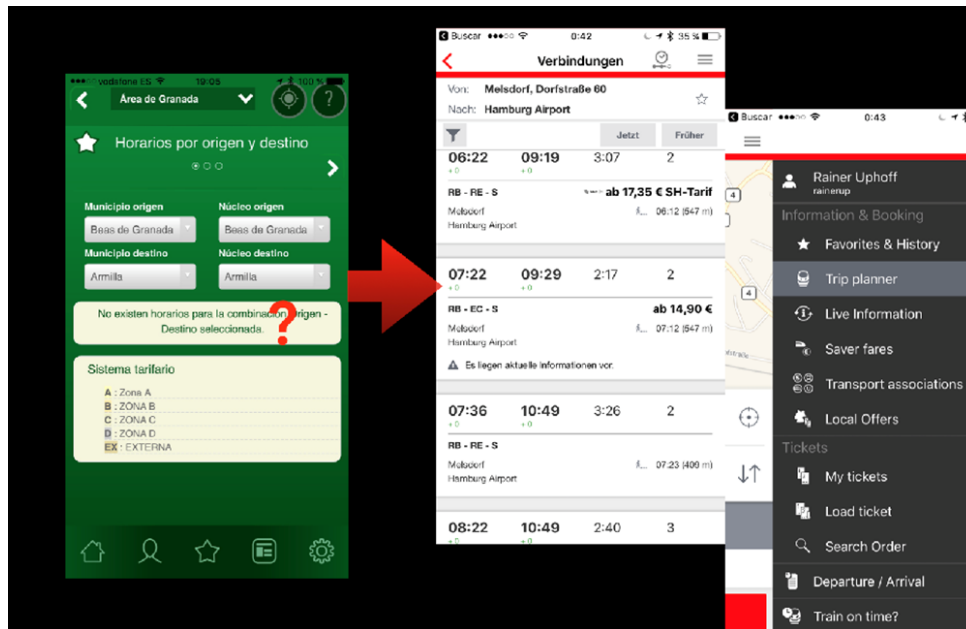 vodafone ES 19:05 100 %
Área de Granada
?
Horarios por origen y destino
Municipio origen Núcleo origen
Beas de Granada Beas de Granada
Municipio destino Núcleo destino
Armilla Armilla
No existen horarios para la combinación Origen -
Destino seleccionada.
?
Sistema tarifario
A : Zona A
B : ZONA B
C : ZONA C
D : ZONA D
EX : EXTERNA
Buscar 0:42 35 %
Verbindungen
Von: Melsdorf, Dorfstraße 60
Nach: Hamburg Airport
Jetzt Früher
06:22 09:19 3:07 2
+ 0 + 0
RB - RE - S ab 17,35 € SH-Tarif
Melsdorf 06:12 (547 m)
Hamburg Airport
07:22 09:29 2:17 2
+ 0 + 0
RB - EC - S ab 14,90 €
Melsdorf 07:12 (547 m)
Hamburg Airport
Es liegen aktuelle Informationen vor.
07:36 10:49 3:26 2
+ 0 + 0
RB - RE - S
Melsdorf 07:23 (409 m)
Hamburg Airport
08:22 10:49 2:40 3
+ 0 + 0
Buscar 0:43
4
4
Rainer Uphoff
rainerup
Information & Booking
Favorites & History
Trip planner
Live Information
Saver fares
Transport associations
Local Offers
Tickets
My tickets
Load ticket
Search Order
Departure / Arrival
Train on time?